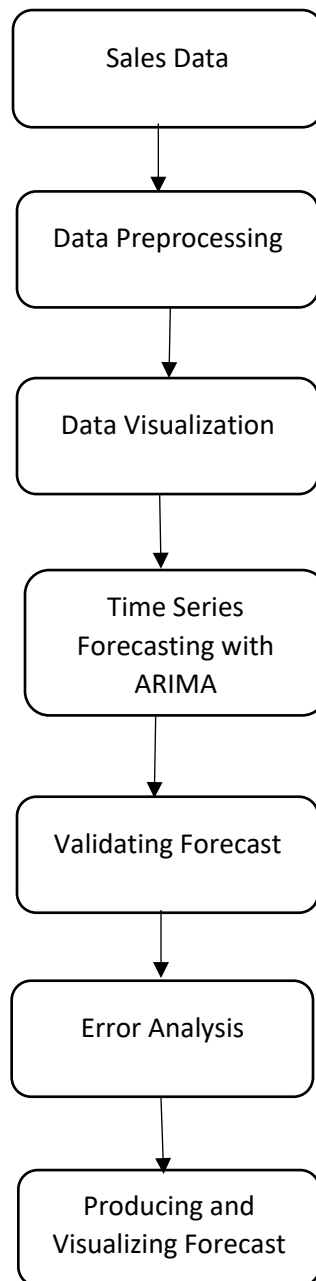 Sales Data
Data Preprocessing
Data Visualization
Time Series
Forecasting with
ARIMA
Validating Forecast
Error Analysis
Producing and
Visualizing Forecast